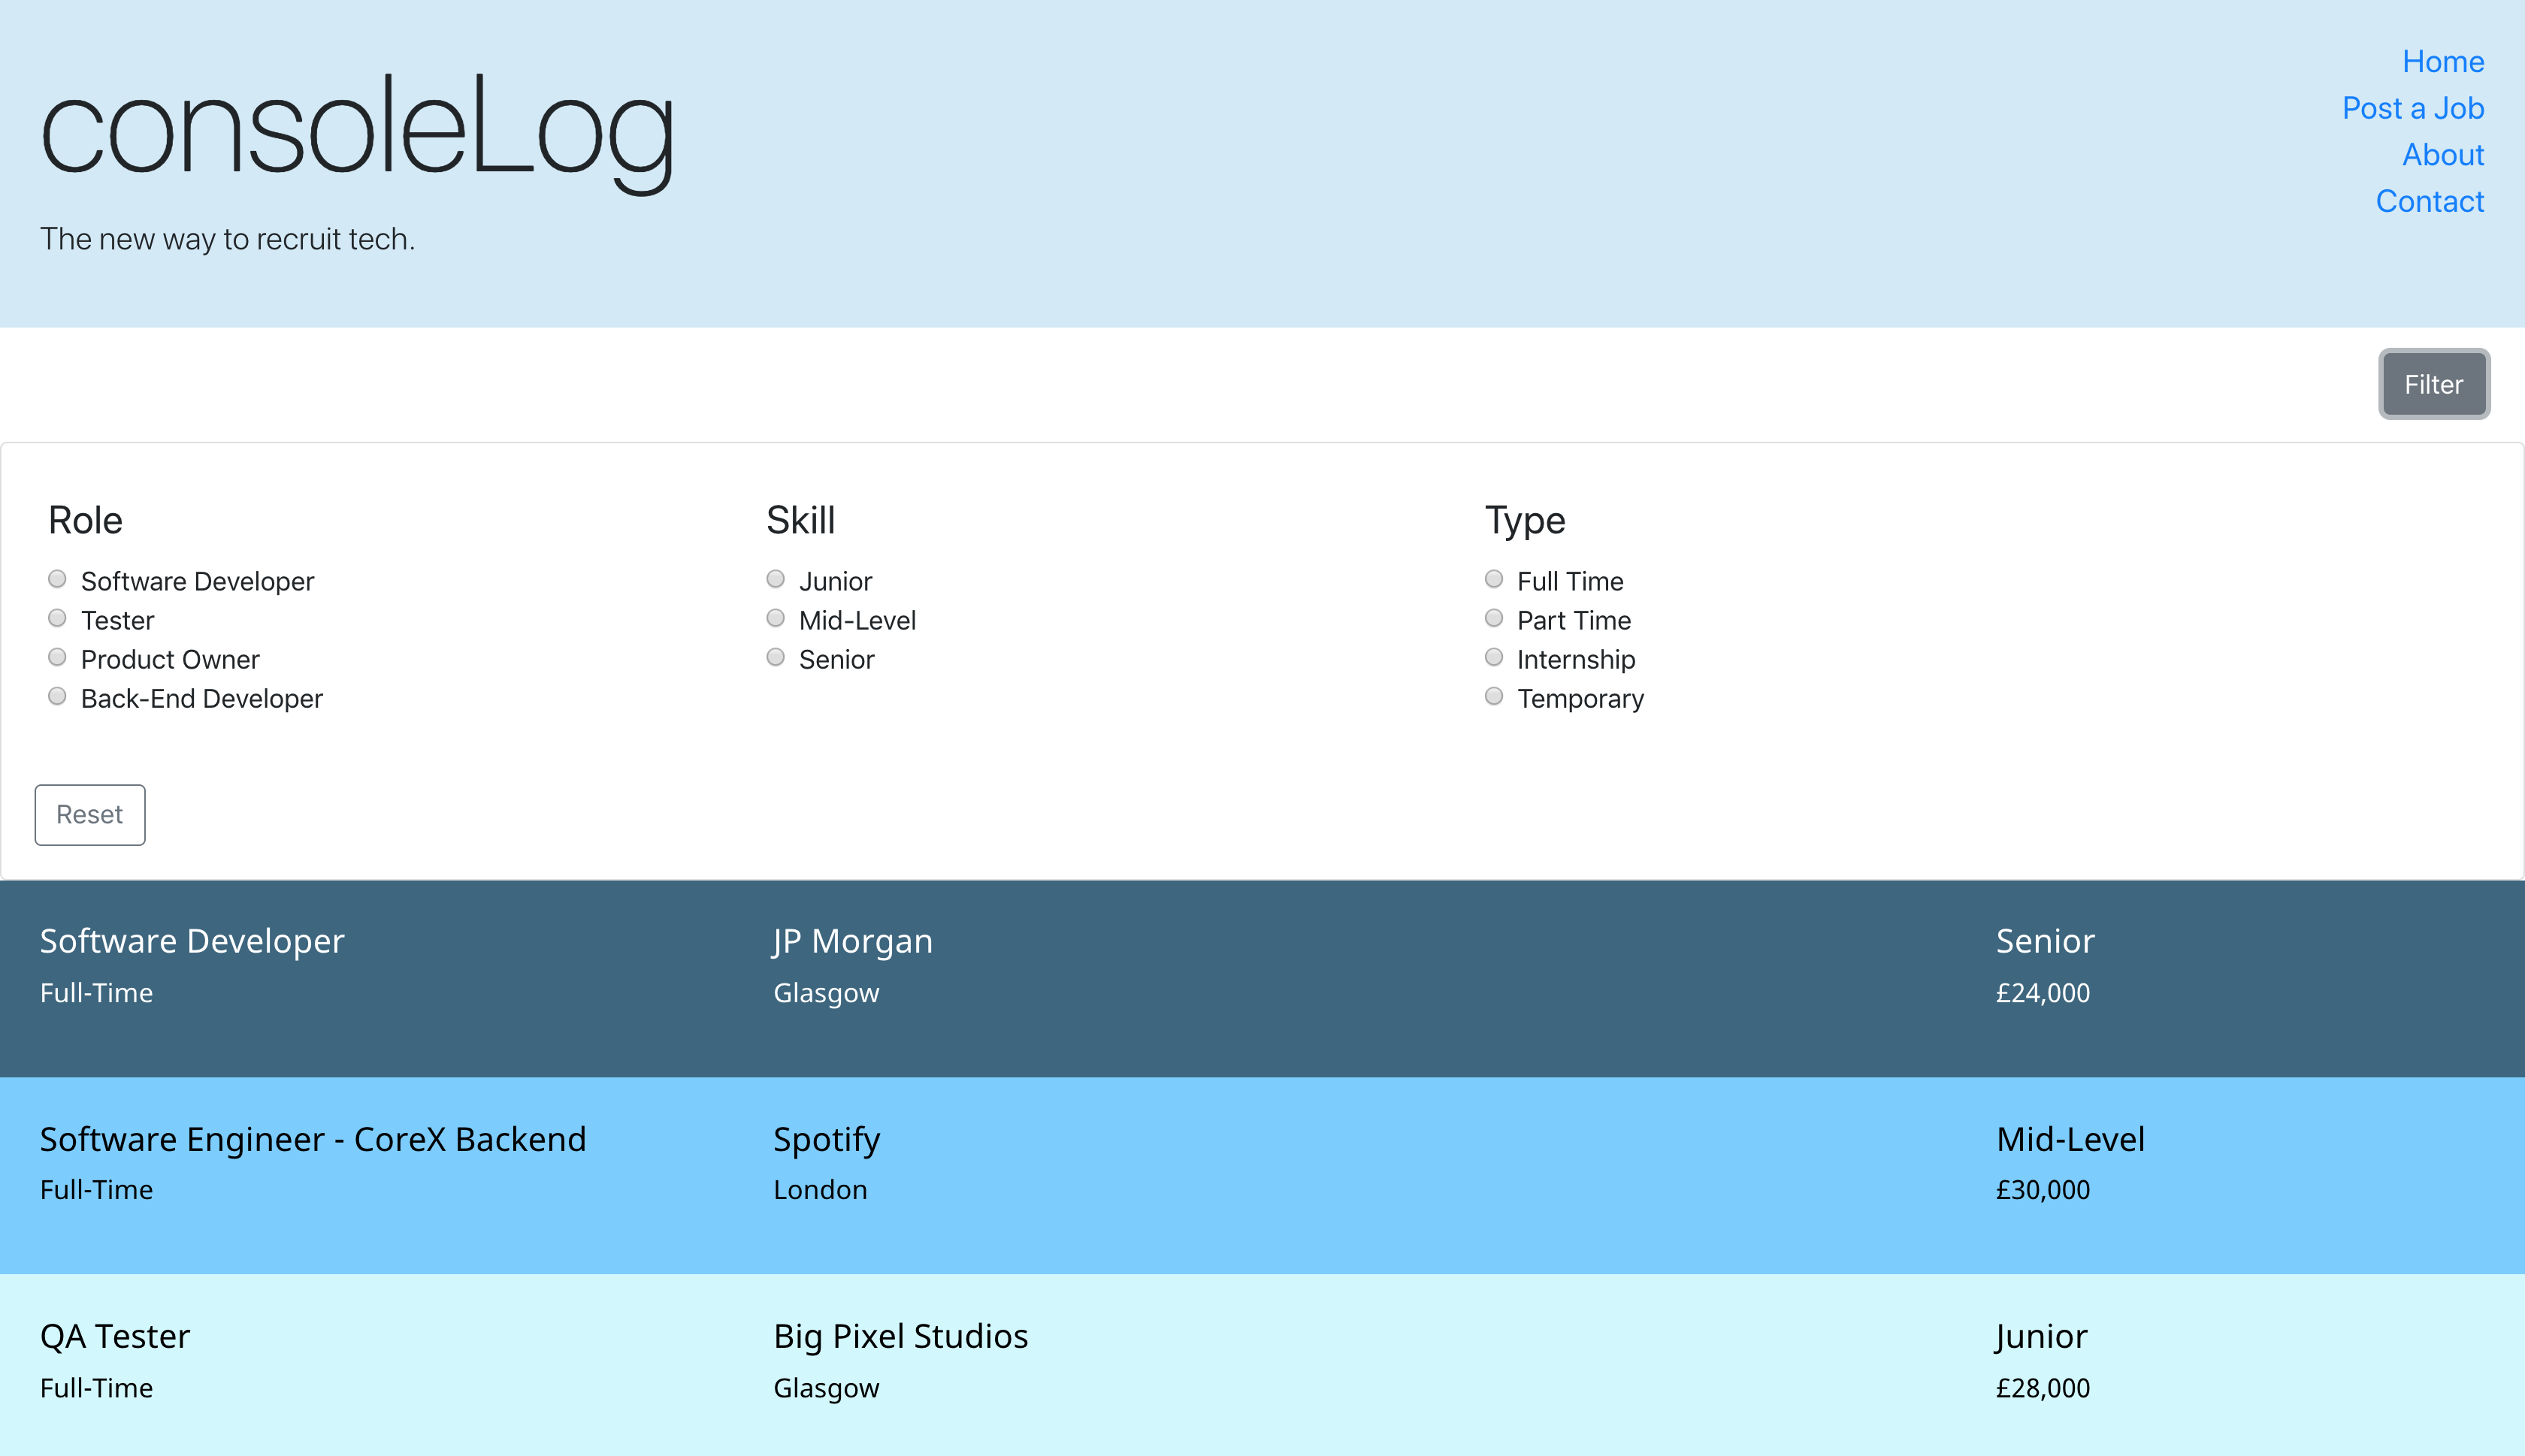 consoleLog
The new way to recruit tech.
Home
Post a Job
About
Contact
Filter
Role
Software Developer
Tester
Product Owner
Back-End Developer
Skill
Junior
Mid-Level
Senior
Type
Full Time
Part Time
Internship
Temporary
Reset
Software Developer
Full-Time
JP Morgan
Glasgow
Senior
£24,000
Software Engineer - CoreX Backend
Full-Time
Spotify
London
Mid-Level
£30,000
QA Tester
Full-Time
Big Pixel Studios
Glasgow
Junior
£28,000